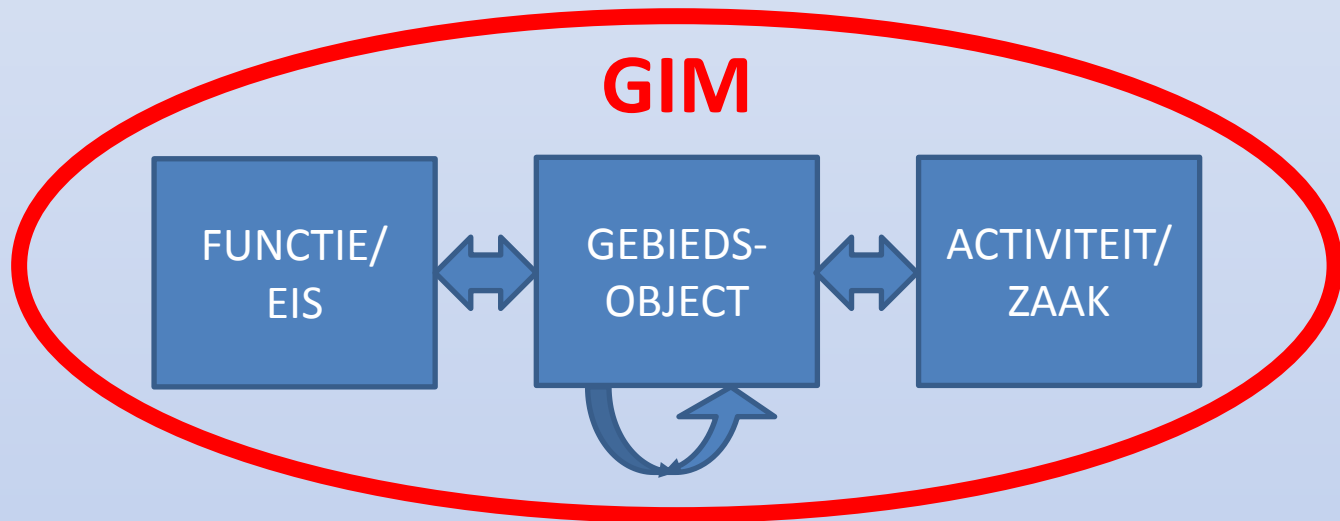 GIM
FUNCTIE/
EIS
GEBIEDS-
OBJECT
ACTIVITEIT/
ZAAK